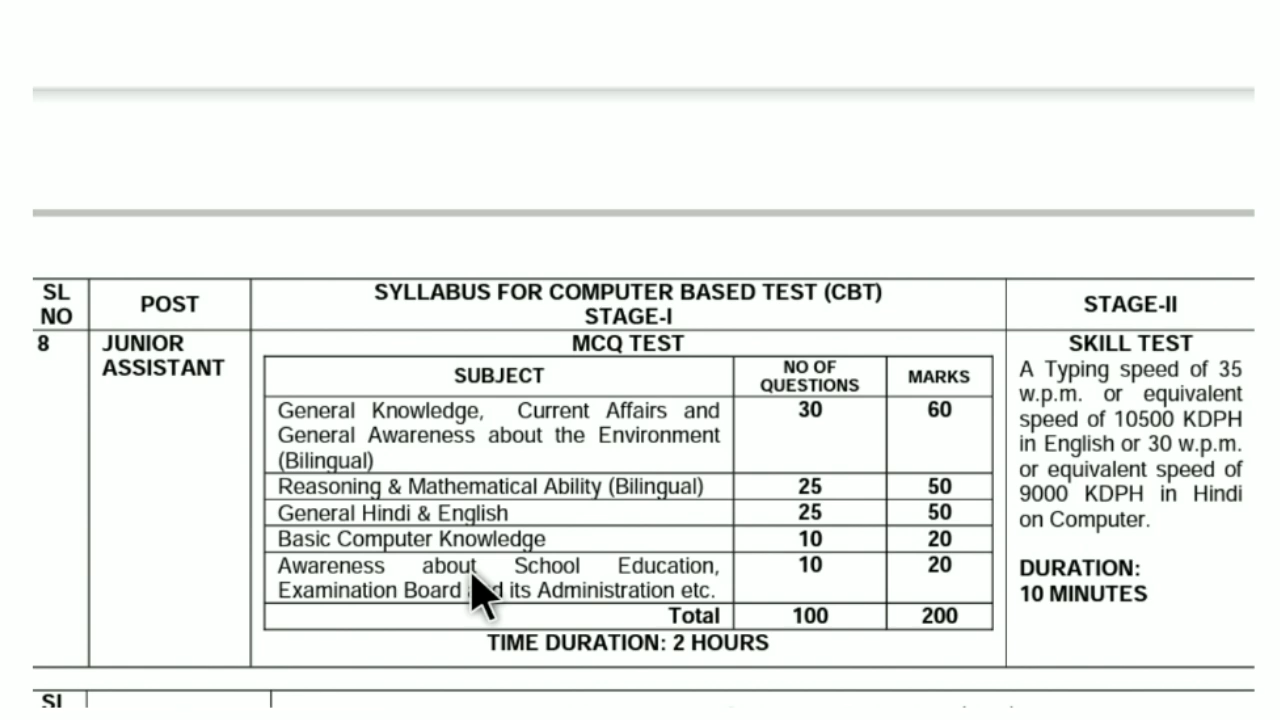 SL
NO
POST
SYLLABUS FOR COMPUTER BASED TEST (CBT)
STAGE-I
STAGE-II
8
JUNIOR
ASSISTANT
MCQ TEST
SUBJECT
NO OF
QUESTIONS
MARKS
General Knowledge, Current Affairs and
General Awareness about the Environment
(Bilingual)
30
60
Reasoning & Mathematical Ability (Bilingual)
25
50
General Hindi & English
25
50
Basic Computer Knowledge
10
20
Awareness about School Education,
Examination Board and its Administration etc.
10
20
Total
100
200
TIME DURATION: 2 HOURS
SKILL TEST
A Typing speed of 35
w.p.m. or equivalent
speed of 10500 KDPH
in English or 30 w.p.m.
or equivalent speed of
9000 KDPH in Hindi
on Computer.
DURATION:
10 MINUTES
SL